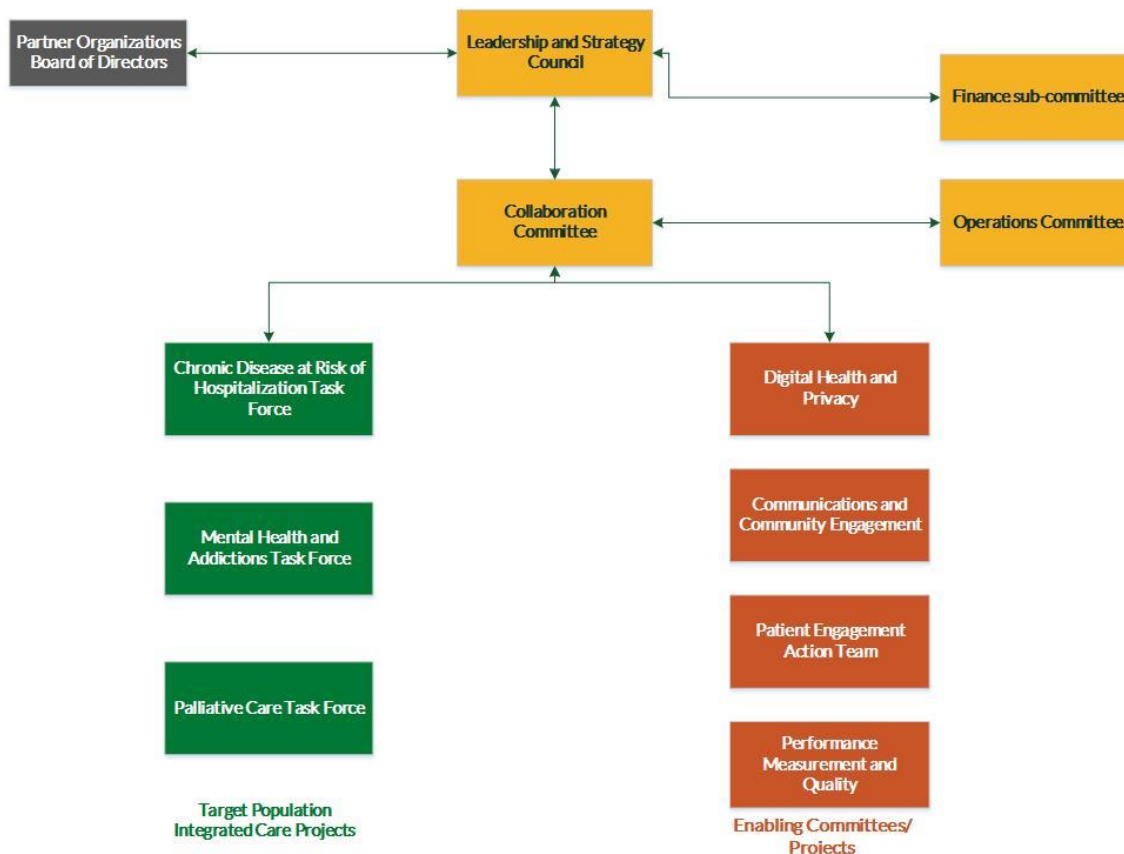 Partner Organizations
Board of Directors
Leadership and Strategy
Council
Finance sub-committee
Collaboration
Committee
Operations Committee
Chronic Disease at Risk of
Hospitalization Task
Force
Mental Health and
Addictions Task Force
Palliative Care Task Force
Target Population
Integrated Care Projects
Digital Health and
Privacy
Communications and
Community Engagement
Patient Engagement
Action Team
Performance
Measurement and
Quality
Enabling Committees/
Projects